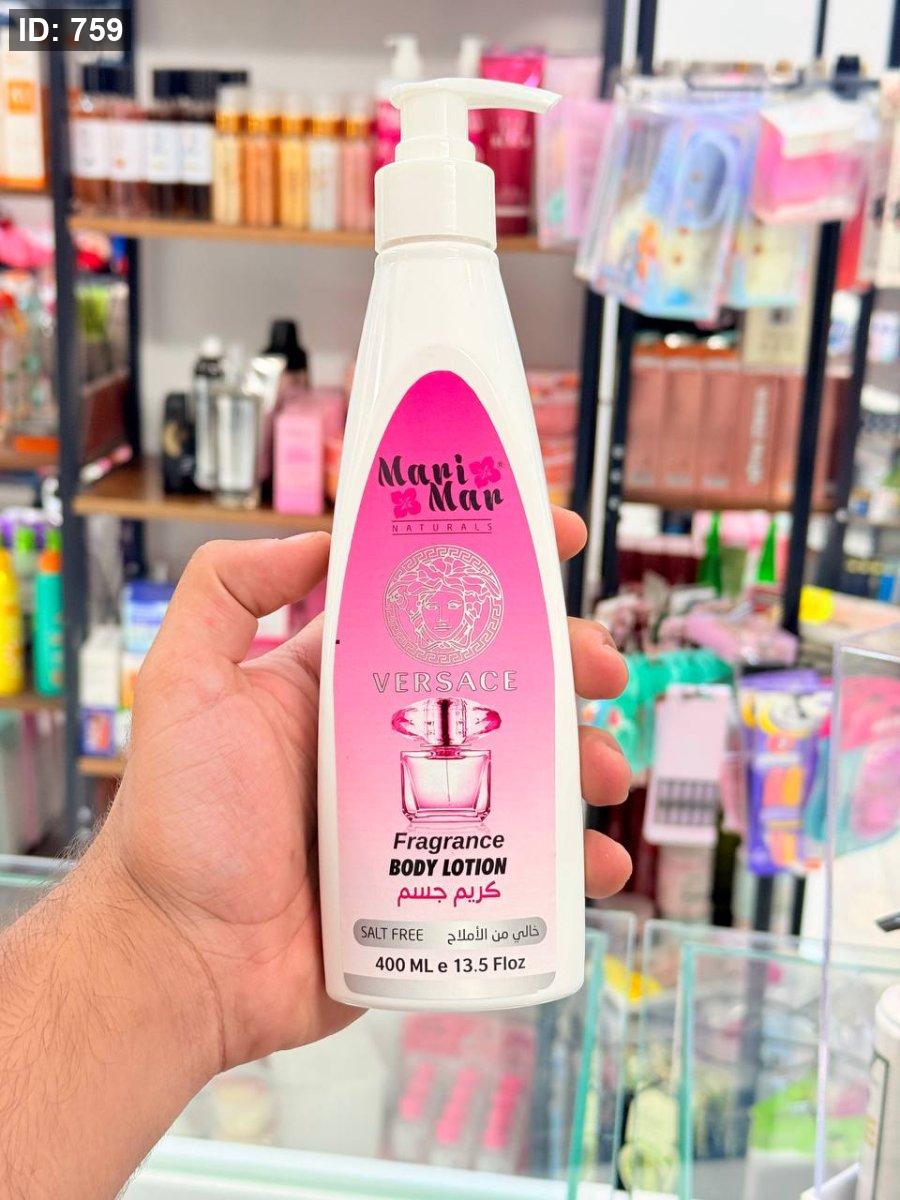 ID: 759
Mari
Mar
NATURALS
VERSACE
Fragrance
BODY LOTION
كريم جسم
SALT FREE خالي من الأملاح
400 ML e 13.5 Floz